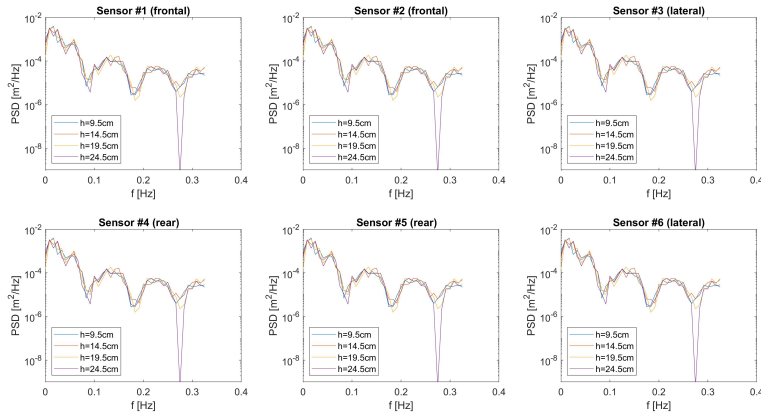 Sensor #1 (frontal)
PSD [m²/Hz]
10⁻²
10⁻⁴
10⁻⁶
10⁻⁸
h=9.5cm
h=14.5cm
h=19.5cm
h=24.5cm
0 0.1 0.2 0.3 0.4
f [Hz]
Sensor #2 (frontal)
PSD [m²/Hz]
10⁻²
10⁻⁴
10⁻⁶
10⁻⁸
h=9.5cm
h=14.5cm
h=19.5cm
h=24.5cm
0 0.1 0.2 0.3 0.4
f [Hz]
Sensor #3 (lateral)
PSD [m²/Hz]
10⁻²
10⁻⁴
10⁻⁶
10⁻⁸
h=9.5cm
h=14.5cm
h=19.5cm
h=24.5cm
0 0.1 0.2 0.3 0.4
f [Hz]
Sensor #4 (rear)
PSD [m²/Hz]
10⁻²
10⁻⁴
10⁻⁶
10⁻⁸
h=9.5cm
h=14.5cm
h=19.5cm
h=24.5cm
0 0.1 0.2 0.3 0.4
f [Hz]
Sensor #5 (rear)
PSD [m²/Hz]
10⁻²
10⁻⁴
10⁻⁶
10⁻⁸
h=9.5cm
h=14.5cm
h=19.5cm
h=24.5cm
0 0.1 0.2 0.3 0.4
f [Hz]
Sensor #6 (lateral)
PSD [m²/Hz]
10⁻²
10⁻⁴
10⁻⁶
10⁻⁸
h=9.5cm
h=14.5cm
h=19.5cm
h=24.5cm
0 0.1 0.2 0.3 0.4
f [Hz]